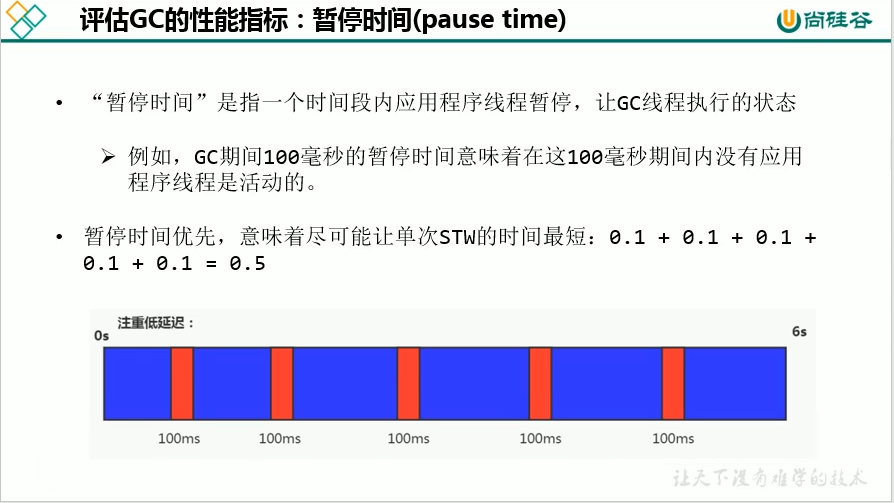 评估GC的性能指标：暂停时间(pause time)
尚硅谷
• “暂停时间”是指一个时间段内应用程序线程暂停，让GC线程执行的状态
➢ 例如，GC期间100毫秒的暂停时间意味着在这100毫秒期间内没有应用
程序线程是活动的。
• 暂停时间优先，意味着尽可能让单次STW的时间最短：0.1 + 0.1 + 0.1 +
0.1 + 0.1 = 0.5
注重低延迟：
0s
6s
100ms 100ms 100ms 100ms 100ms
让天下没有难学的技术